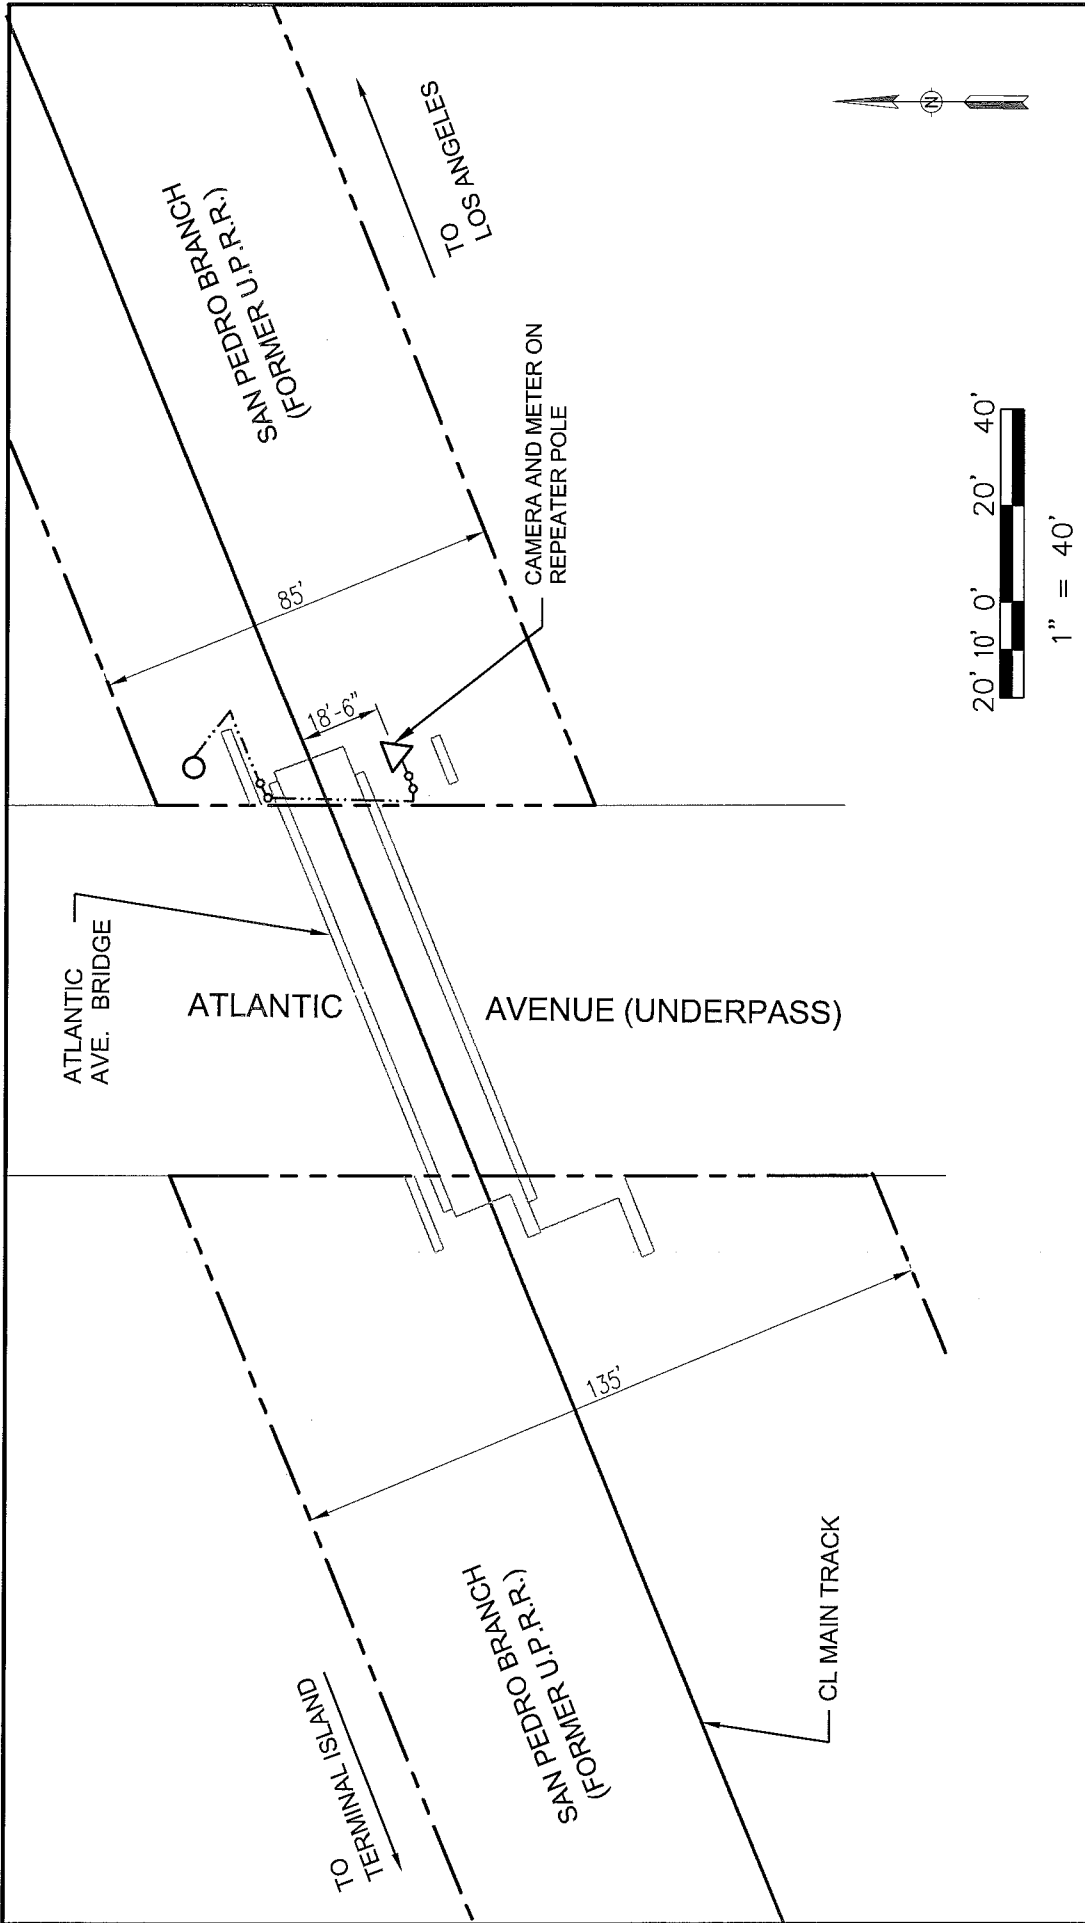 SAN PEDRO BRANCH
(FORMER U.P.R.R.)
TO
LOS ANGELES
N
CAMERA AND METER ON
REPEATER POLE
85'
18'-6"
20' 10' 0' 20' 40'
1" = 40'
ATLANTIC
AVE. BRIDGE
ATLANTIC AVENUE (UNDERPASS)
135'
TO
TERMINAL ISLAND
SAN PEDRO BRANCH
(FORMER U.P.R.R.)
CL MAIN TRACK